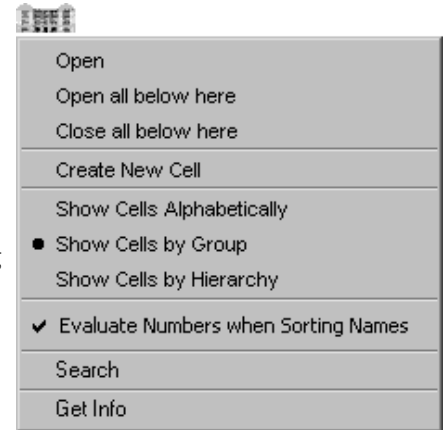 Open
Open all below here
Close all below here
Create New Cell
Show Cells Alphabetically
Show Cells by Group
Show Cells by Hierarchy
Evaluate Numbers when Sorting Names
Search
Get Info